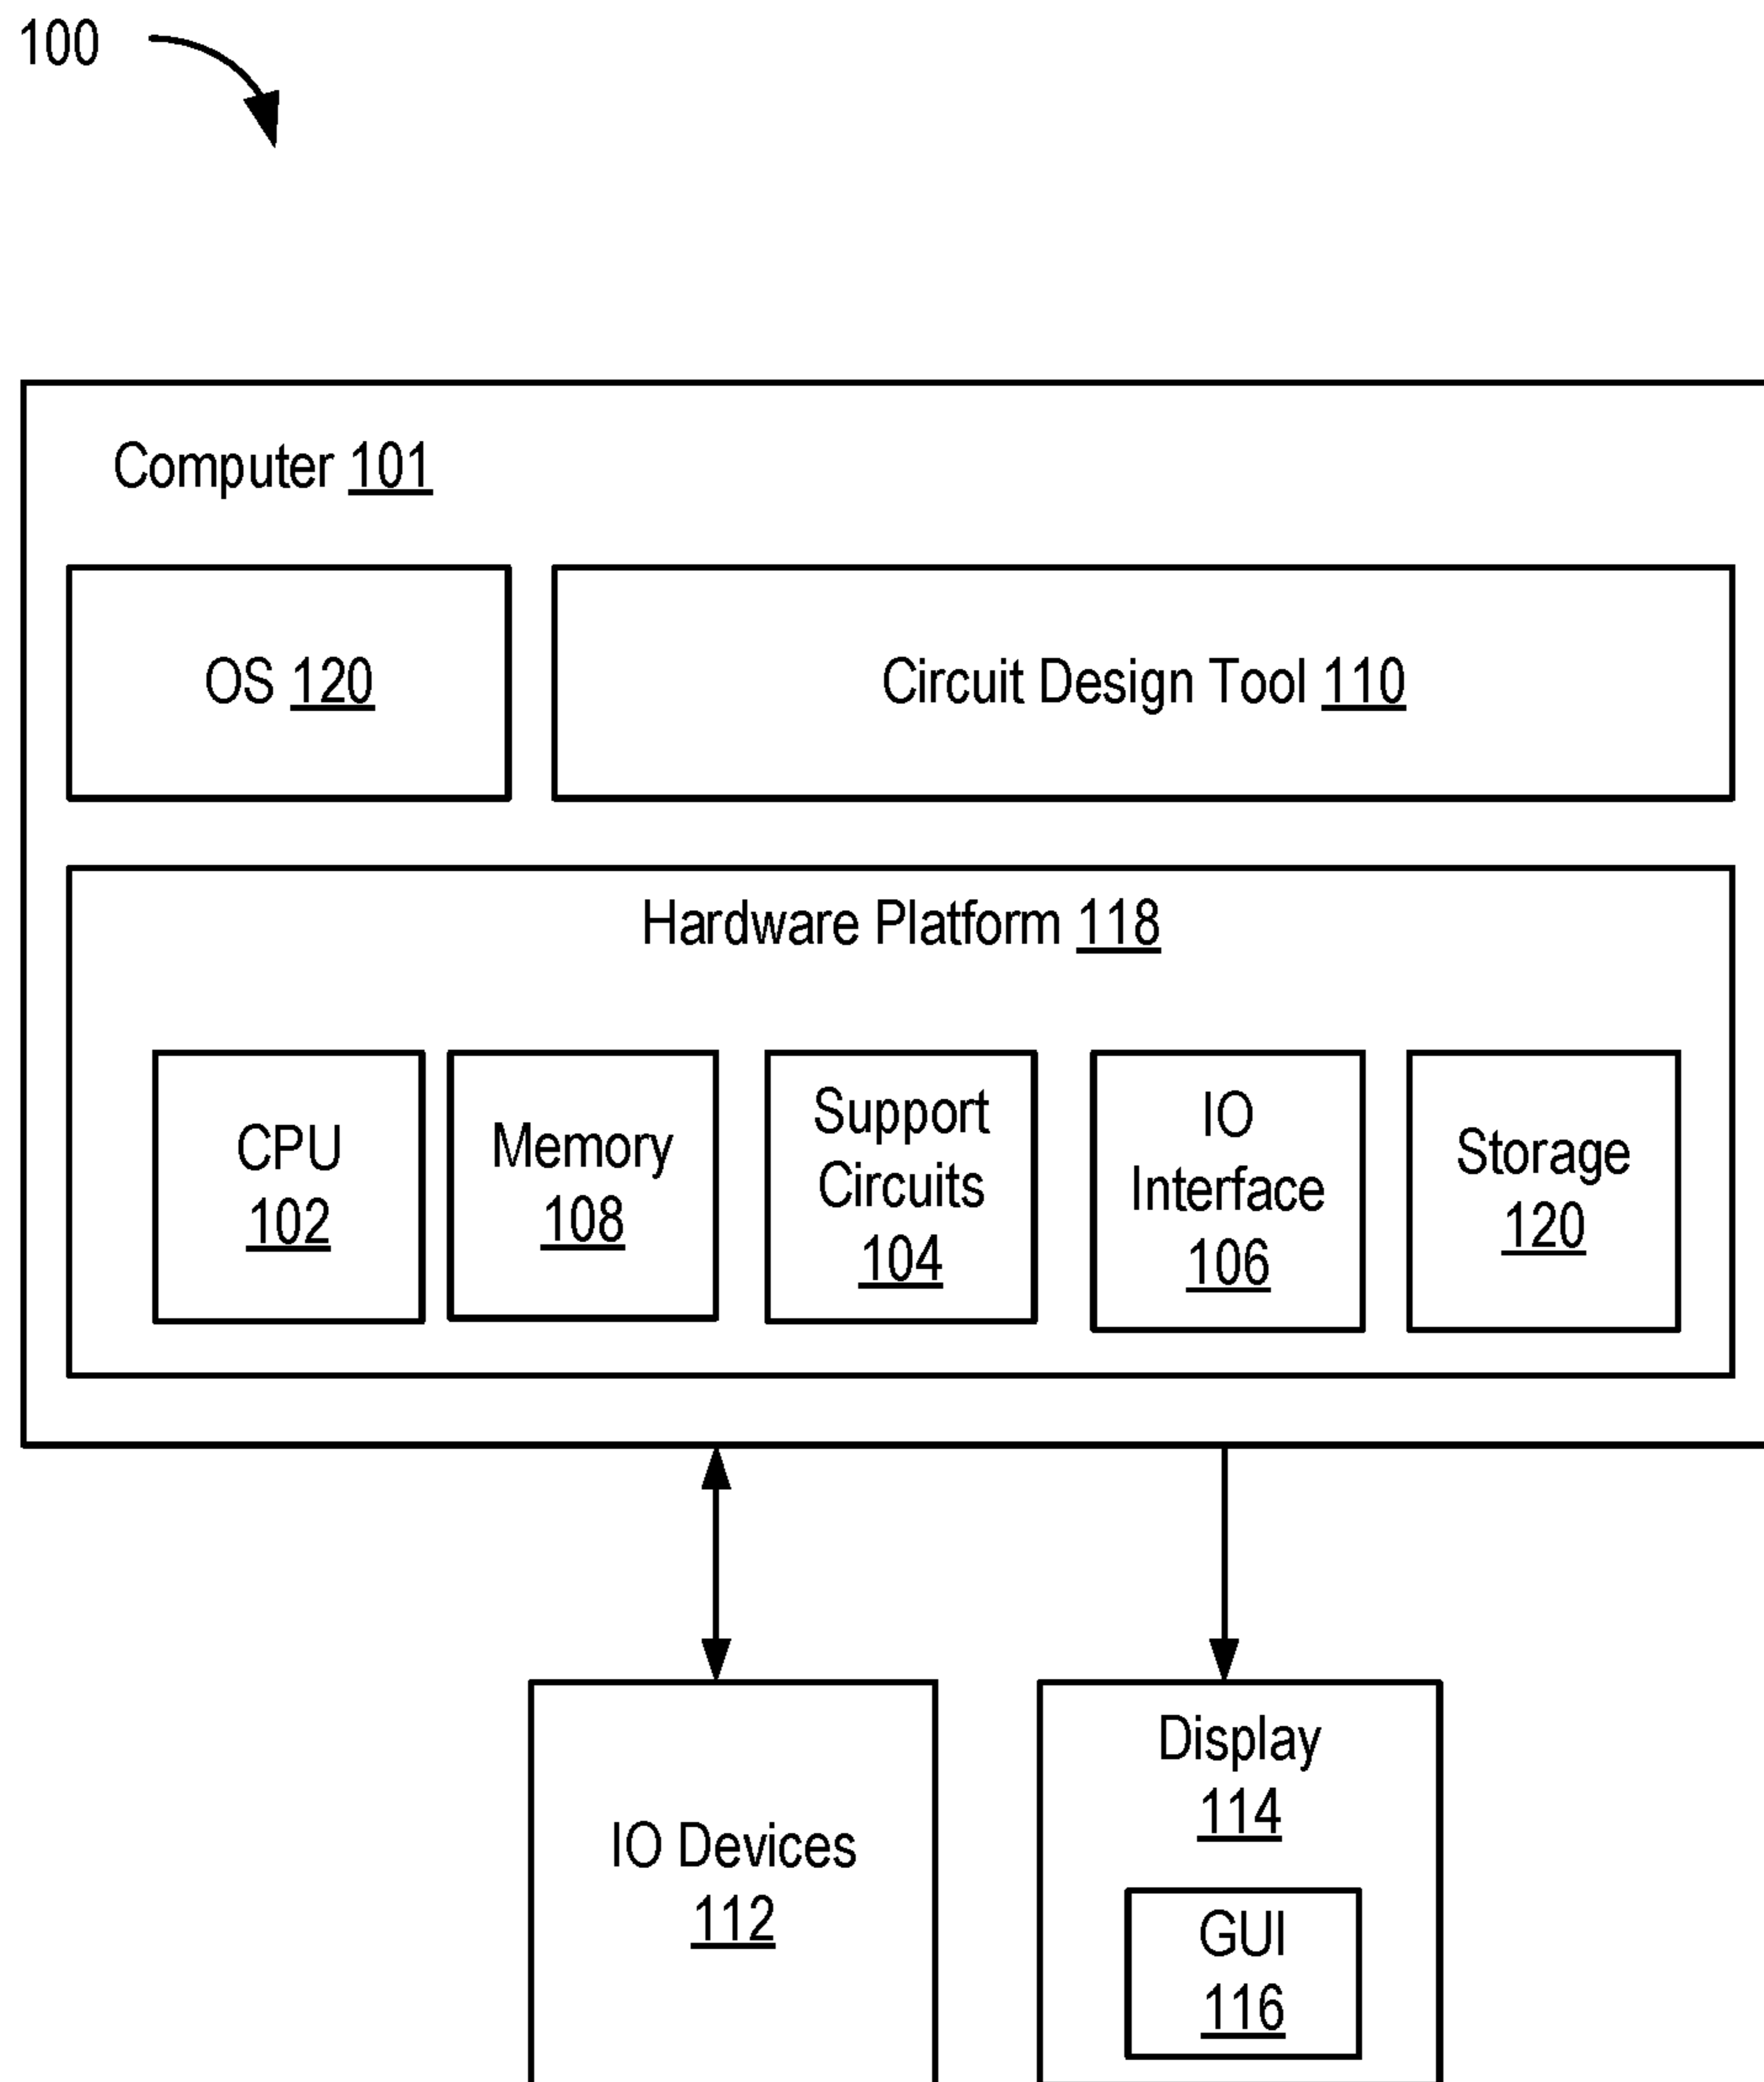 100
Computer 101
OS 120
Circuit Design Tool 110
Hardware Platform 118
CPU
102
Memory
108
Support
Circuits
104
IO
Interface
106
Storage
120
IO Devices
112
Display
114
GUI
116